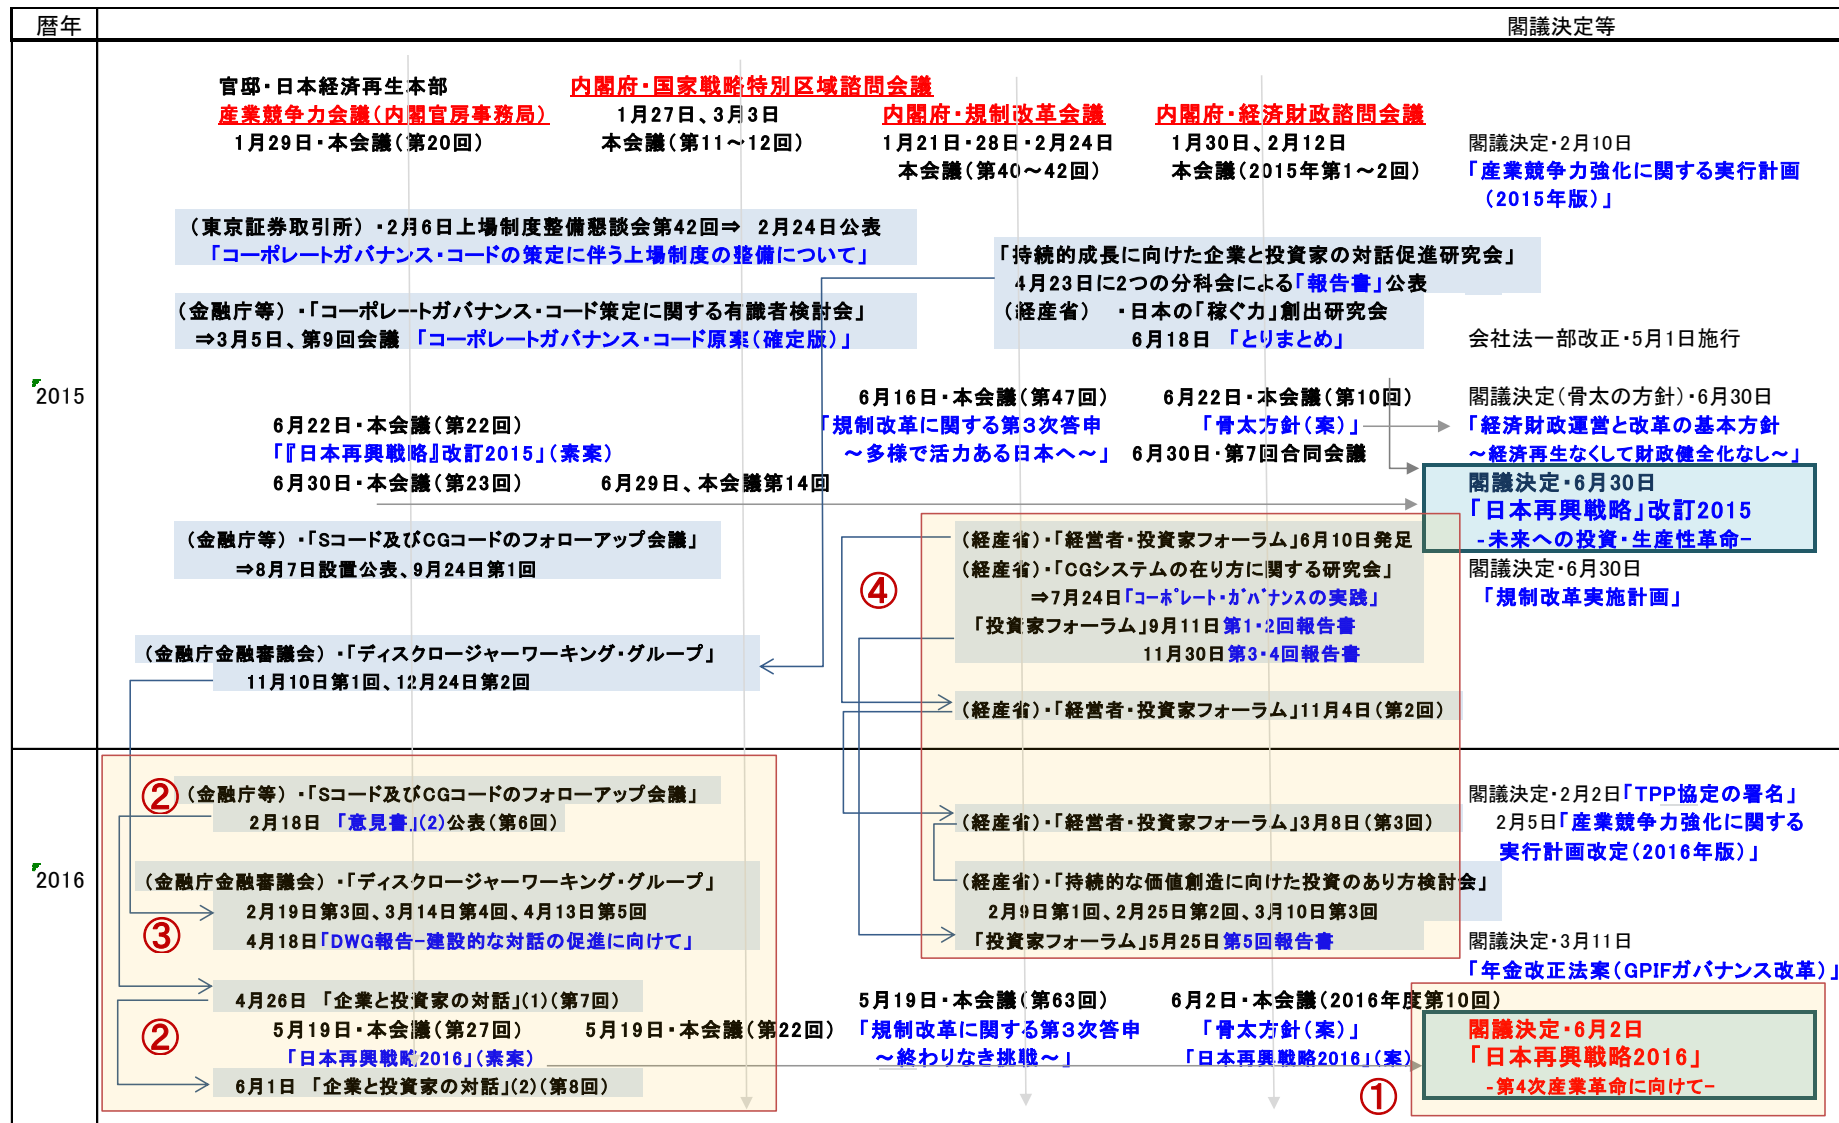 暦年
閣議決定等
官邸・日本経済再生本部
産業競争力会議(内閣官房事務局)
1月29日・本会議(第20回)
内閣府・国家戦略特別区域諮問会議
1月27日、3月3日
本会議(第11～12回)
内閣府・規制改革会議
1月21日・28日・2月24日
本会議(第40～42回)
内閣府・経済財政諮問会議
1月30日、2月12日
本会議(2015年第1～2回)
閣議決定・2月10日
「産業競争力強化に関する実行計画
(2015年版)」
(東京証券取引所)・2月6日上場制度整備懇談会第42回⇒ 2月24日公表
「コーポレートガバナンス・コードの策定に伴う上場制度の整備について」
「持続的成長に向けた企業と投資家の対話促進研究会」
4月23日に2つの分科会による「報告書」公表
(経産省) ・日本の「稼ぐ力」創出研究会
6月18日 「とりまとめ」
(金融庁等)・「コーポレートガバナンス・コード策定に関する有識者検討会」
⇒3月5日、第9回会議 「コーポレートガバナンス・コード原案(確定版)」
会社法一部改正・5月1日施行
2015
6月22日・本会議(第22回)
「『日本再興戦略』改訂2015」(素案)
6月30日・本会議(第23回)
6月29日、本会議第14回
6月16日・本会議(第47回)
「規制改革に関する第3次答申
～多様で活力ある日本へ～」
6月22日・本会議(第10回)
「骨太方針(案)」
6月30日・第7回合同会議
閣議決定(骨太の方針)・6月30日
「経済財政運営と改革の基本方針
～経済再生なくして財政健全化なし～」
閣議決定・6月30日
「日本再興戦略」改訂2015
-未来への投資・生産性革命-
(金融庁等)・「Sコード及びCGコードのフォローアップ会議」
⇒8月7日設置公表、9月24日第1回
④
(経産省)・「経営者・投資家フォーラム」6月10日発足
(経産省)・「CGシステムの在り方に関する研究会」
⇒7月24日「コーポレート・ガバナンスの実践」
「投資家フォーラム」9月11日第1・2回報告書
11月30日第3・4回報告書
閣議決定・6月30日
「規制改革実施計画」
(金融庁金融審議会)・「ディスクロージャーワーキング・グループ」
11月10日第1回、12月24日第2回
(経産省)・「経営者・投資家フォーラム」11月4日(第2回)
2016
②
(金融庁等)・「Sコード及びCGコードのフォローアップ会議」
2月18日 「意見書」(2)公表(第6回)
(経産省)・「経営者・投資家フォーラム」3月8日(第3回)
閣議決定・2月2日「TPP協定の署名」
2月5日「産業競争力強化に関する
実行計画改定(2016年版)」
(金融庁金融審議会)・「ディスクロージャーワーキング・グループ」
2月19日第3回、3月14日第4回、4月13日第5回
③
4月18日「DWG報告-建設的な対話の促進に向けて」
(経産省)・「持続的な価値創造に向けた投資のあり方検討会」
2月9日第1回、2月25日第2回、3月10日第3回
「投資家フォーラム」5月25日第5回報告書
閣議決定・3月11日
「年金改正法案(GPIFガバナンス改革)」
4月26日 「企業と投資家の対話」(1)(第7回)
②
5月19日・本会議(第27回)
「日本再興戦略2016」(素案)
6月1日 「企業と投資家の対話」(2)(第8回)
5月19日・本会議(第22回)
5月19日・本会議(第63回)
「規制改革に関する第3次答申
～終わりなき挑戦～」
6月2日・本会議(2016年度第10回)
「骨太方針(案)」
「日本再興戦略2016」(案)
①
閣議決定・6月2日
「日本再興戦略2016」
-第4次産業革命に向けて-